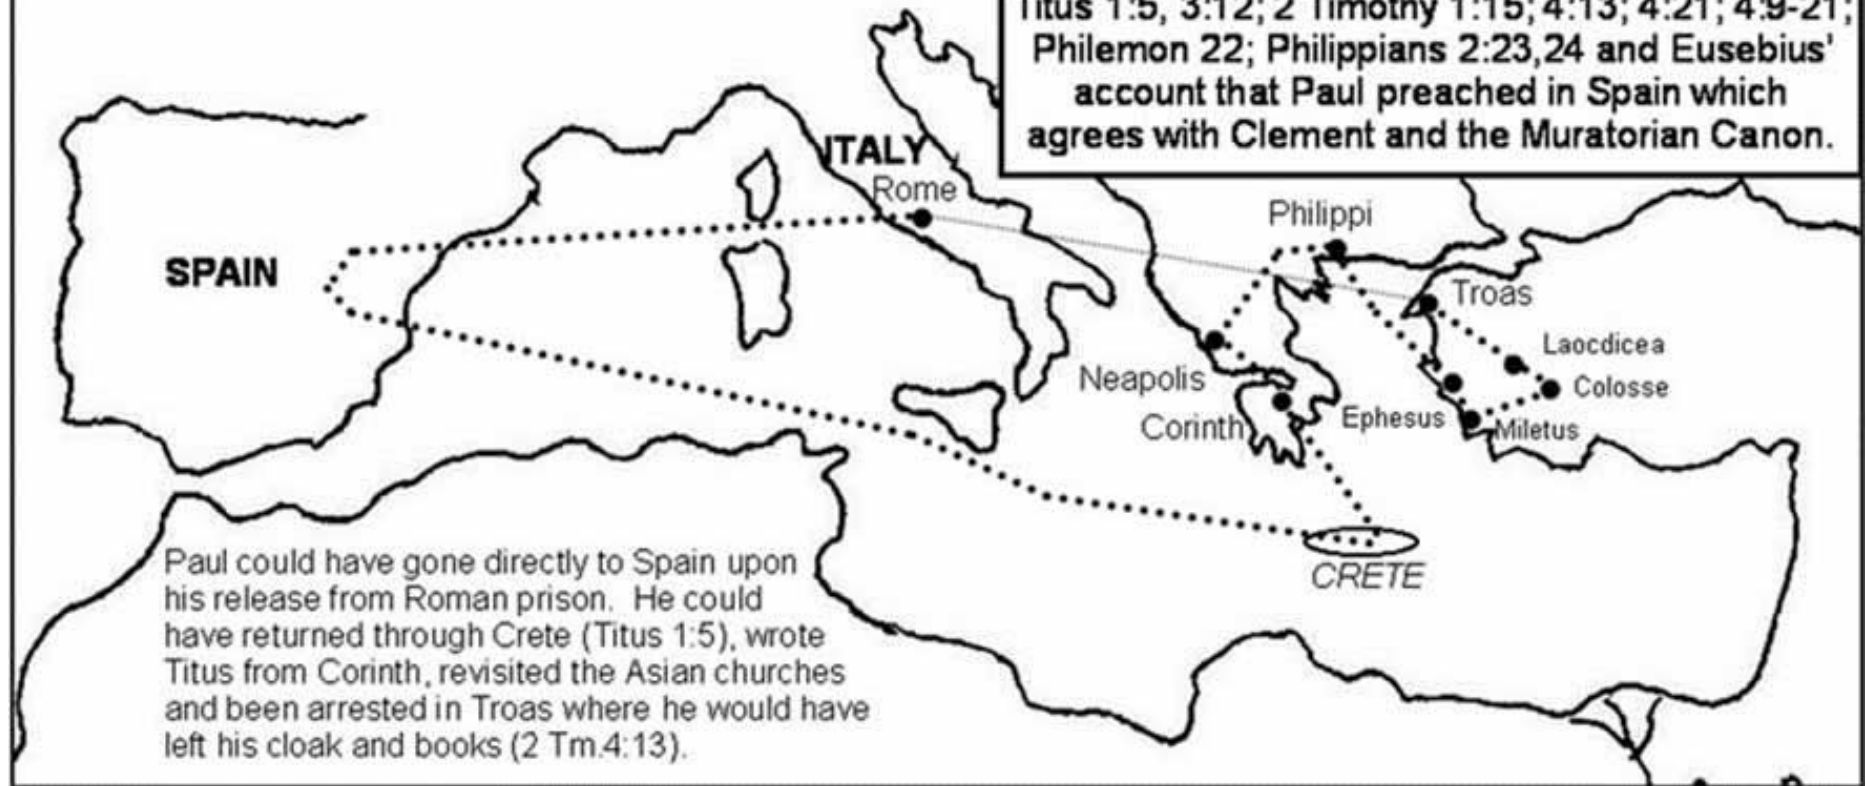 Titus 1:5, 3:12; 2 Timothy 1:15; 4:13; 4:21; 4:9-21;
Philemon 22; Philippians 2:23,24 and Eusebius'
account that Paul preached in Spain which
agrees with Clement and the Muratorian Canon.
ITALY
Rome
Philippi
SPAIN
Troas
Laocdicea
Neapolis
Colosse
Corinth
Ephesus
Miletus
CRETE
Paul could have gone directly to Spain upon
his release from Roman prison. He could
have returned through Crete (Titus 1:5), wrote
Titus from Corinth, revisited the Asian churches
and been arrested in Troas where he would have
left his cloak and books (2 Tm.4:13).